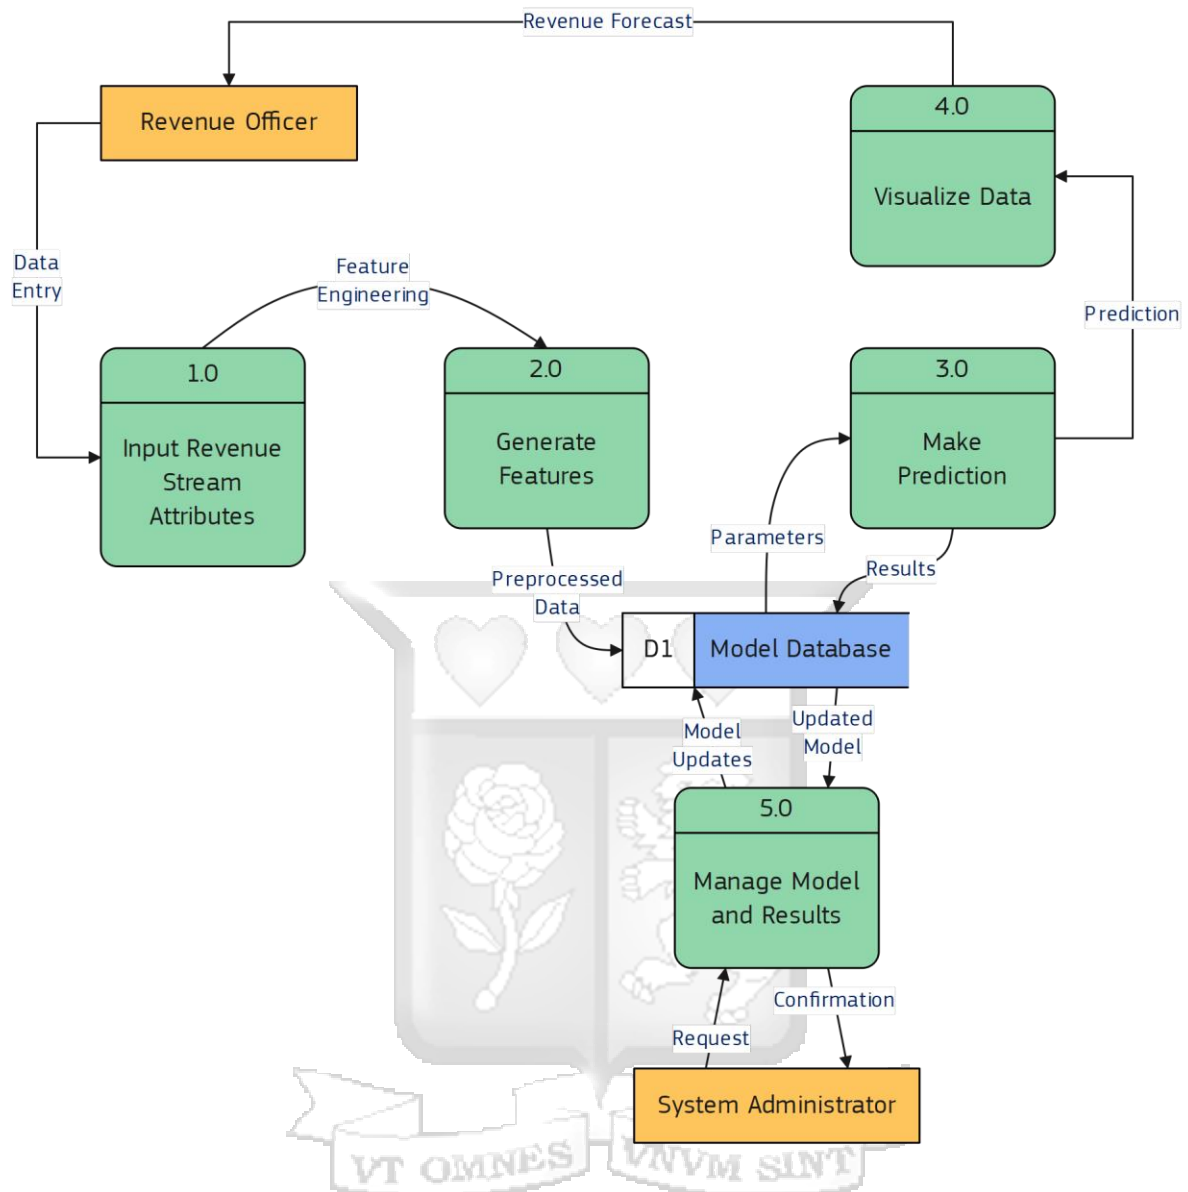 Revenue Forecast
Revenue Officer
4.0
Visualize Data
Data
Entry
Feature
Engineering
Prediction
1.0
Input Revenue
Stream
Attributes
2.0
Generate
Features
3.0
Make
Prediction
Parameters
Results
Preprocessed
Data
D1
Model Database
Model
Updates
Updated
Model
5.0
Manage Model
and Results
Request
Confirmation
System Administrator
VT OMNES
VNVM SINT